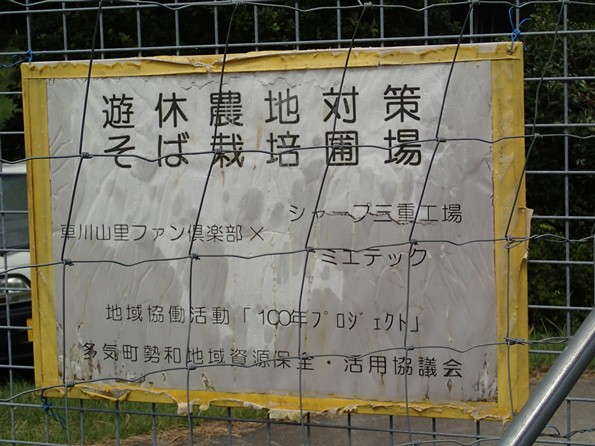 遊休農地対策
そば栽培圃場
シャープ三重工場
車川山里ファン倶楽部×
ミエテック
地域協働活動「100年プロジェクト」
多気町勢和地域資源保全・活用協議会